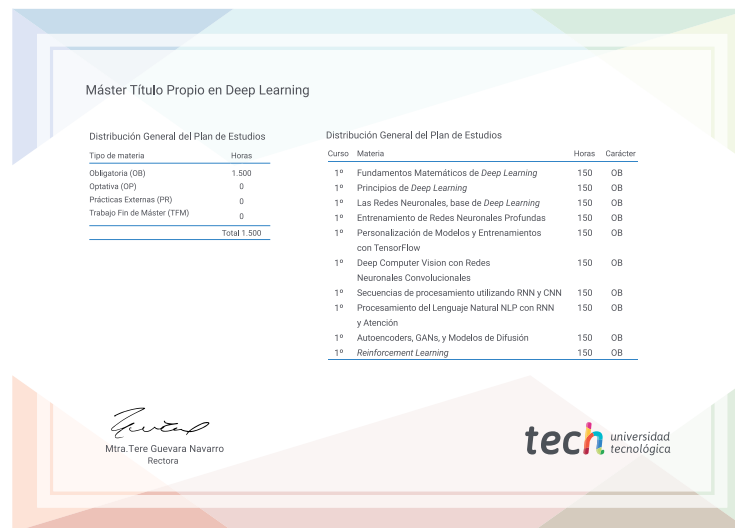 Máster Título Propio en Deep Learning
Distribución General del Plan de Estudios
Tipo de materia Horas
Obligatoria (OB) 1.500
Optativa (OP) 0
Prácticas Externas (PR) 0
Trabajo Fin de Máster (TFM) 0
Total 1.500
Distribución General del Plan de Estudios
Curso Materia Horas Carácter
1º Fundamentos Matemáticos de Deep Learning 150 OB
1º Principios de Deep Learning 150 OB
1º Las Redes Neuronales, base de Deep Learning 150 OB
1º Entrenamiento de Redes Neuronales Profundas 150 OB
1º Personalización de Modelos y Entrenamientos 150 OB
con TensorFlow
1º Deep Computer Vision con Redes 150 OB
Neuronales Convolucionales
1º Secuencias de procesamiento utilizando RNN y CNN 150 OB
1º Procesamiento del Lenguaje Natural NLP con RNN 150 OB
y Atención
1º Autoencoders, GANs, y Modelos de Difusión 150 OB
1º Reinforcement Learning 150 OB
Mtra.Tere Guevara Navarro
Rectora
tech universidad
tecnológica